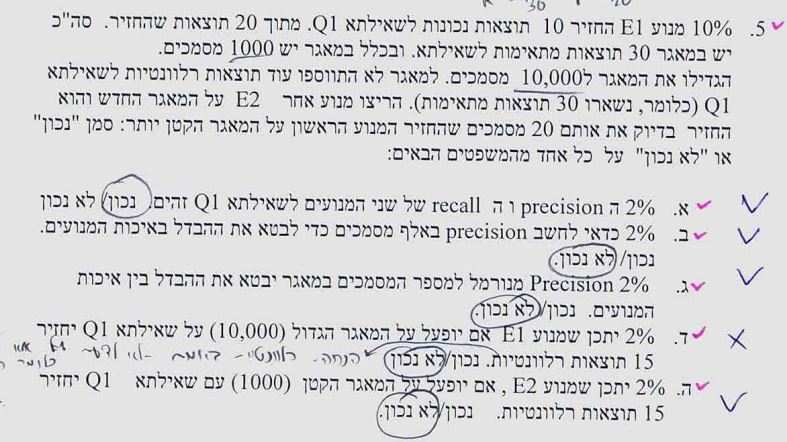 5. 10% מנוע E1 החזיר 10 תוצאות נכונות לשאילתא Q1. מתוך 20 תוצאות שהחזיר. סה"כ
יש במאגר 30 תוצאות מתאימות לשאילתא. ובכלל במאגר יש 1000 מסמכים.
הגדילו את המאגר ל10,000 מסמכים. למאגר לא התווספו עוד תוצאות רלוונטיות לשאילתא
Q1 (כלומר, נשארו 30 תוצאות מתאימות). הריצו מנוע אחר E2 על המאגר החדש והוא
החזיר בדיוק את אותם 20 מסמכים שהחזיר המנוע הראשון על המאגר הקטן יותר: סמן "נכון"
או "לא נכון" על כל אחד מהמשפטים הבאים:
א. 2% ה precision ו ה recall של שני המנועים לשאילתא Q1 זהים. נכון/ לא נכון
ב. 2% כדאי לחשב precision באלף מסמכים כדי לבטא את ההבדל באיכות המנועים.
נכון/ לא נכון.
ג. 2% Precision מנורמל למספר המסמכים במאגר יבטא את ההבדל בין איכות
המנועים. נכון/לא נכון.
ד. 2% יתכן שמנוע E1 אם יופעל על המאגר הגדול (10,000) על שאילתא Q1 יחזיר
15 תוצאות רלוונטיות. נכון/לא נכון
ה. 2% יתכן שמנוע E2 , אם יופעל על המאגר הקטן (1000) עם שאילתא Q1 יחזיר
15 תוצאות רלוונטיות. נכון/לא נכון.